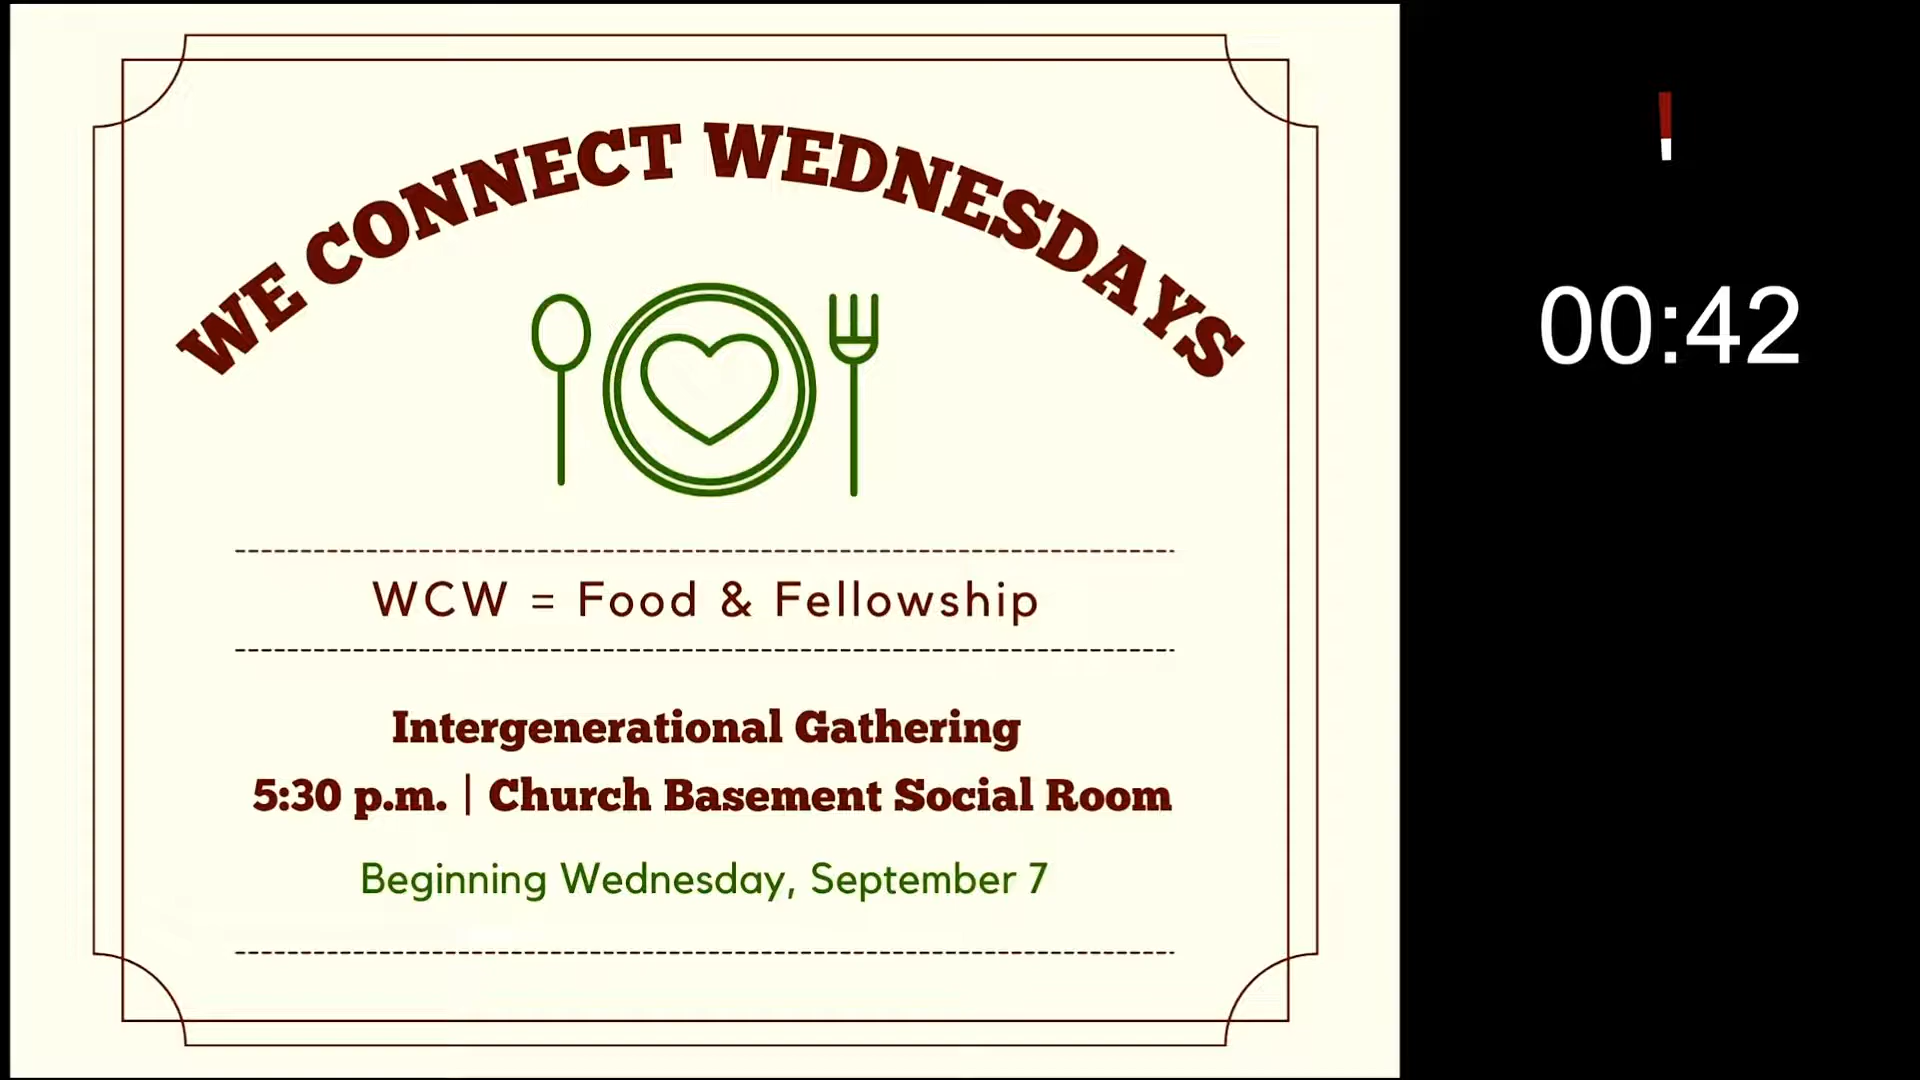 WE CONNECT WEDNESDAYS
WCW = Food & Fellowship
Intergenerational Gathering
5:30 p.m. | Church Basement Social Room
Beginning Wednesday, September 7
00:42